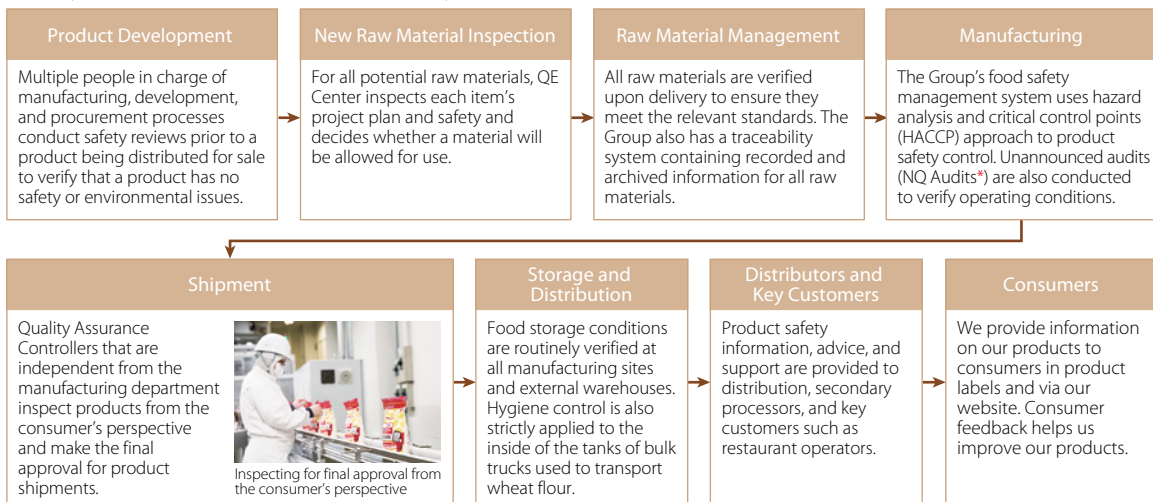 Product Development
Multiple people in charge of
manufacturing, development,
and procurement processes
conduct safety reviews prior to a
product being distributed for sale
to verify that a product has no
safety or environmental issues.
New Raw Material Inspection
For all potential raw materials, QE
Center inspects each item's
project plan and safety and
decides whether a material will
be allowed for use.
Raw Material Management
All raw materials are verified
upon delivery to ensure they
meet the relevant standards. The
Group also has a traceability
system containing recorded and
archived information for all raw
materials.
Manufacturing
The Group's food safety
management system uses hazard
analysis and critical control points
(HACCP) approach to product
safety control. Unannounced audits
(NQ Audits*) are also conducted
to verify operating conditions.
Shipment
Quality Assurance
Controllers that are
independent from the
manufacturing department
inspect products from the
consumer's perspective
and make the final
approval for product
shipments.
Inspecting for final approval from
the consumer's perspective
Storage and
Distribution
Food storage conditions
are routinely verified at
all manufacturing sites
and external warehouses.
Hygiene control is also
strictly applied to the
inside of the tanks of bulk
trucks used to transport
wheat flour.
Distributors and
Key Customers
Product safety
information, advice, and
support are provided to
distribution, secondary
processors, and key
customers such as
restaurant operators.
Consumers
We provide information
on our products to
consumers in product
labels and via our
website. Consumer
feedback helps us
improve our products.